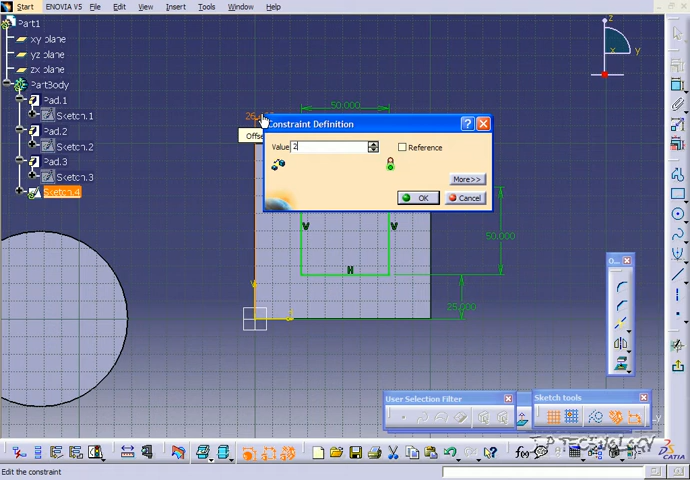 Start ENOVIA V5 File Edit View Insert Tools Window Help
Part1
xy plane
yz plane
zx plane
PartBody
Pad.1
Sketch.1
Pad.2
Sketch.2
Pad.3
Sketch.3
Sketch.4
z
y
x
50.000
Constraint Definition
Value 2
Reference
More>>
OK
Cancel
V
V
H
50.000
25.000
O...
User Selection Filter
Sketch tools
CATIA
Edit the constraint